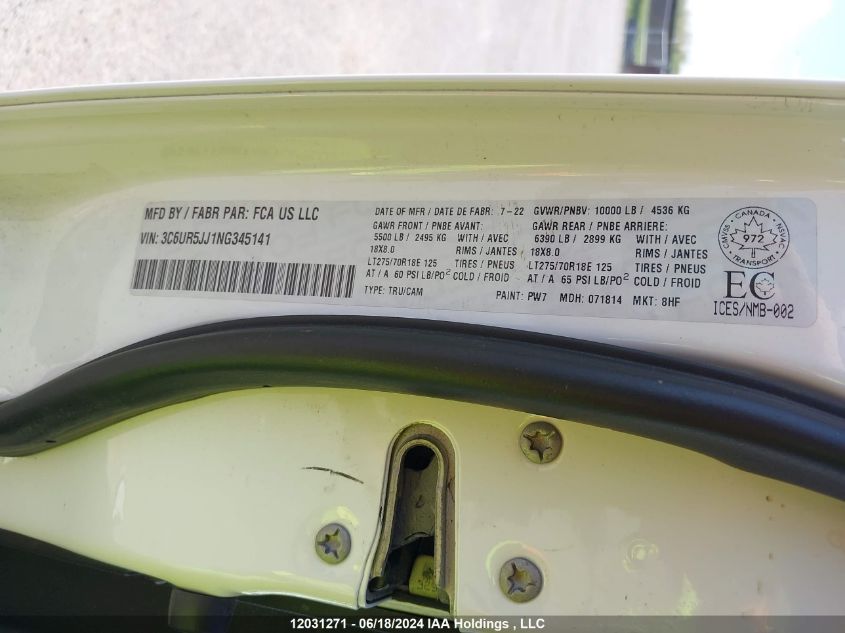 MFD BY / FABR PAR: FCA US LLC
VIN: 3C6UR5JJ1NG345141
DATE OF MFR / DATE DE FABR: 7-22 GVWR/PNBV: 10000 LB / 4536 KG
GAWR FRONT / PNBE AVANT: GAWR REAR / PNBE ARRIERE:
5500 LB / 2495 KG WITH / AVEC 6390 LB / 2899 KG WITH / AVEC
18X8.0 RIMS / JANTES 18X8.0 RIMS / JANTES
LT275/70R18E 125 TIRES / PNEUS LT275/70R18E 125 TIRES / PNEUS
AT / A 60 PSI LB/PO² COLD / FROID AT / A 65 PSI LB/PO² COLD / FROID
TYPE: TRU/CAM PAINT: PW7 MDH: 071814 MKT: 8HF
CMVSS · CANADA · NSVAC
972
TRANSPORT
EC
ICES/NMB-002
12031271 - 06/18/2024 IAA Holdings , LLC